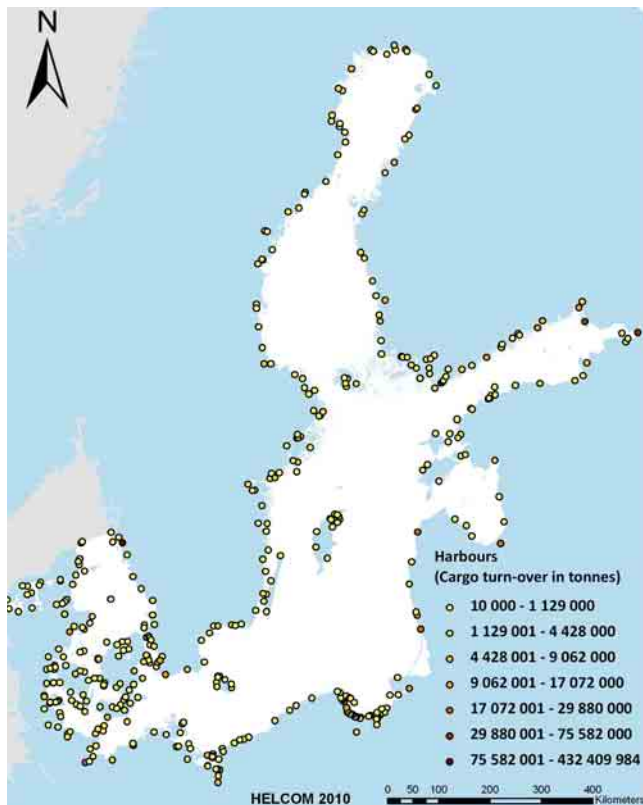 N
Harbours
(Cargo turn-over in tonnes)
10 000 - 1 129 000
1 129 001 - 4 428 000
4 428 001 - 9 062 000
9 062 001 - 17 072 000
17 072 001 - 29 880 000
29 880 001 - 75 582 000
75 582 001 - 432 409 984
HELCOM 2010
0 50 100 200 300 400
Kilometers